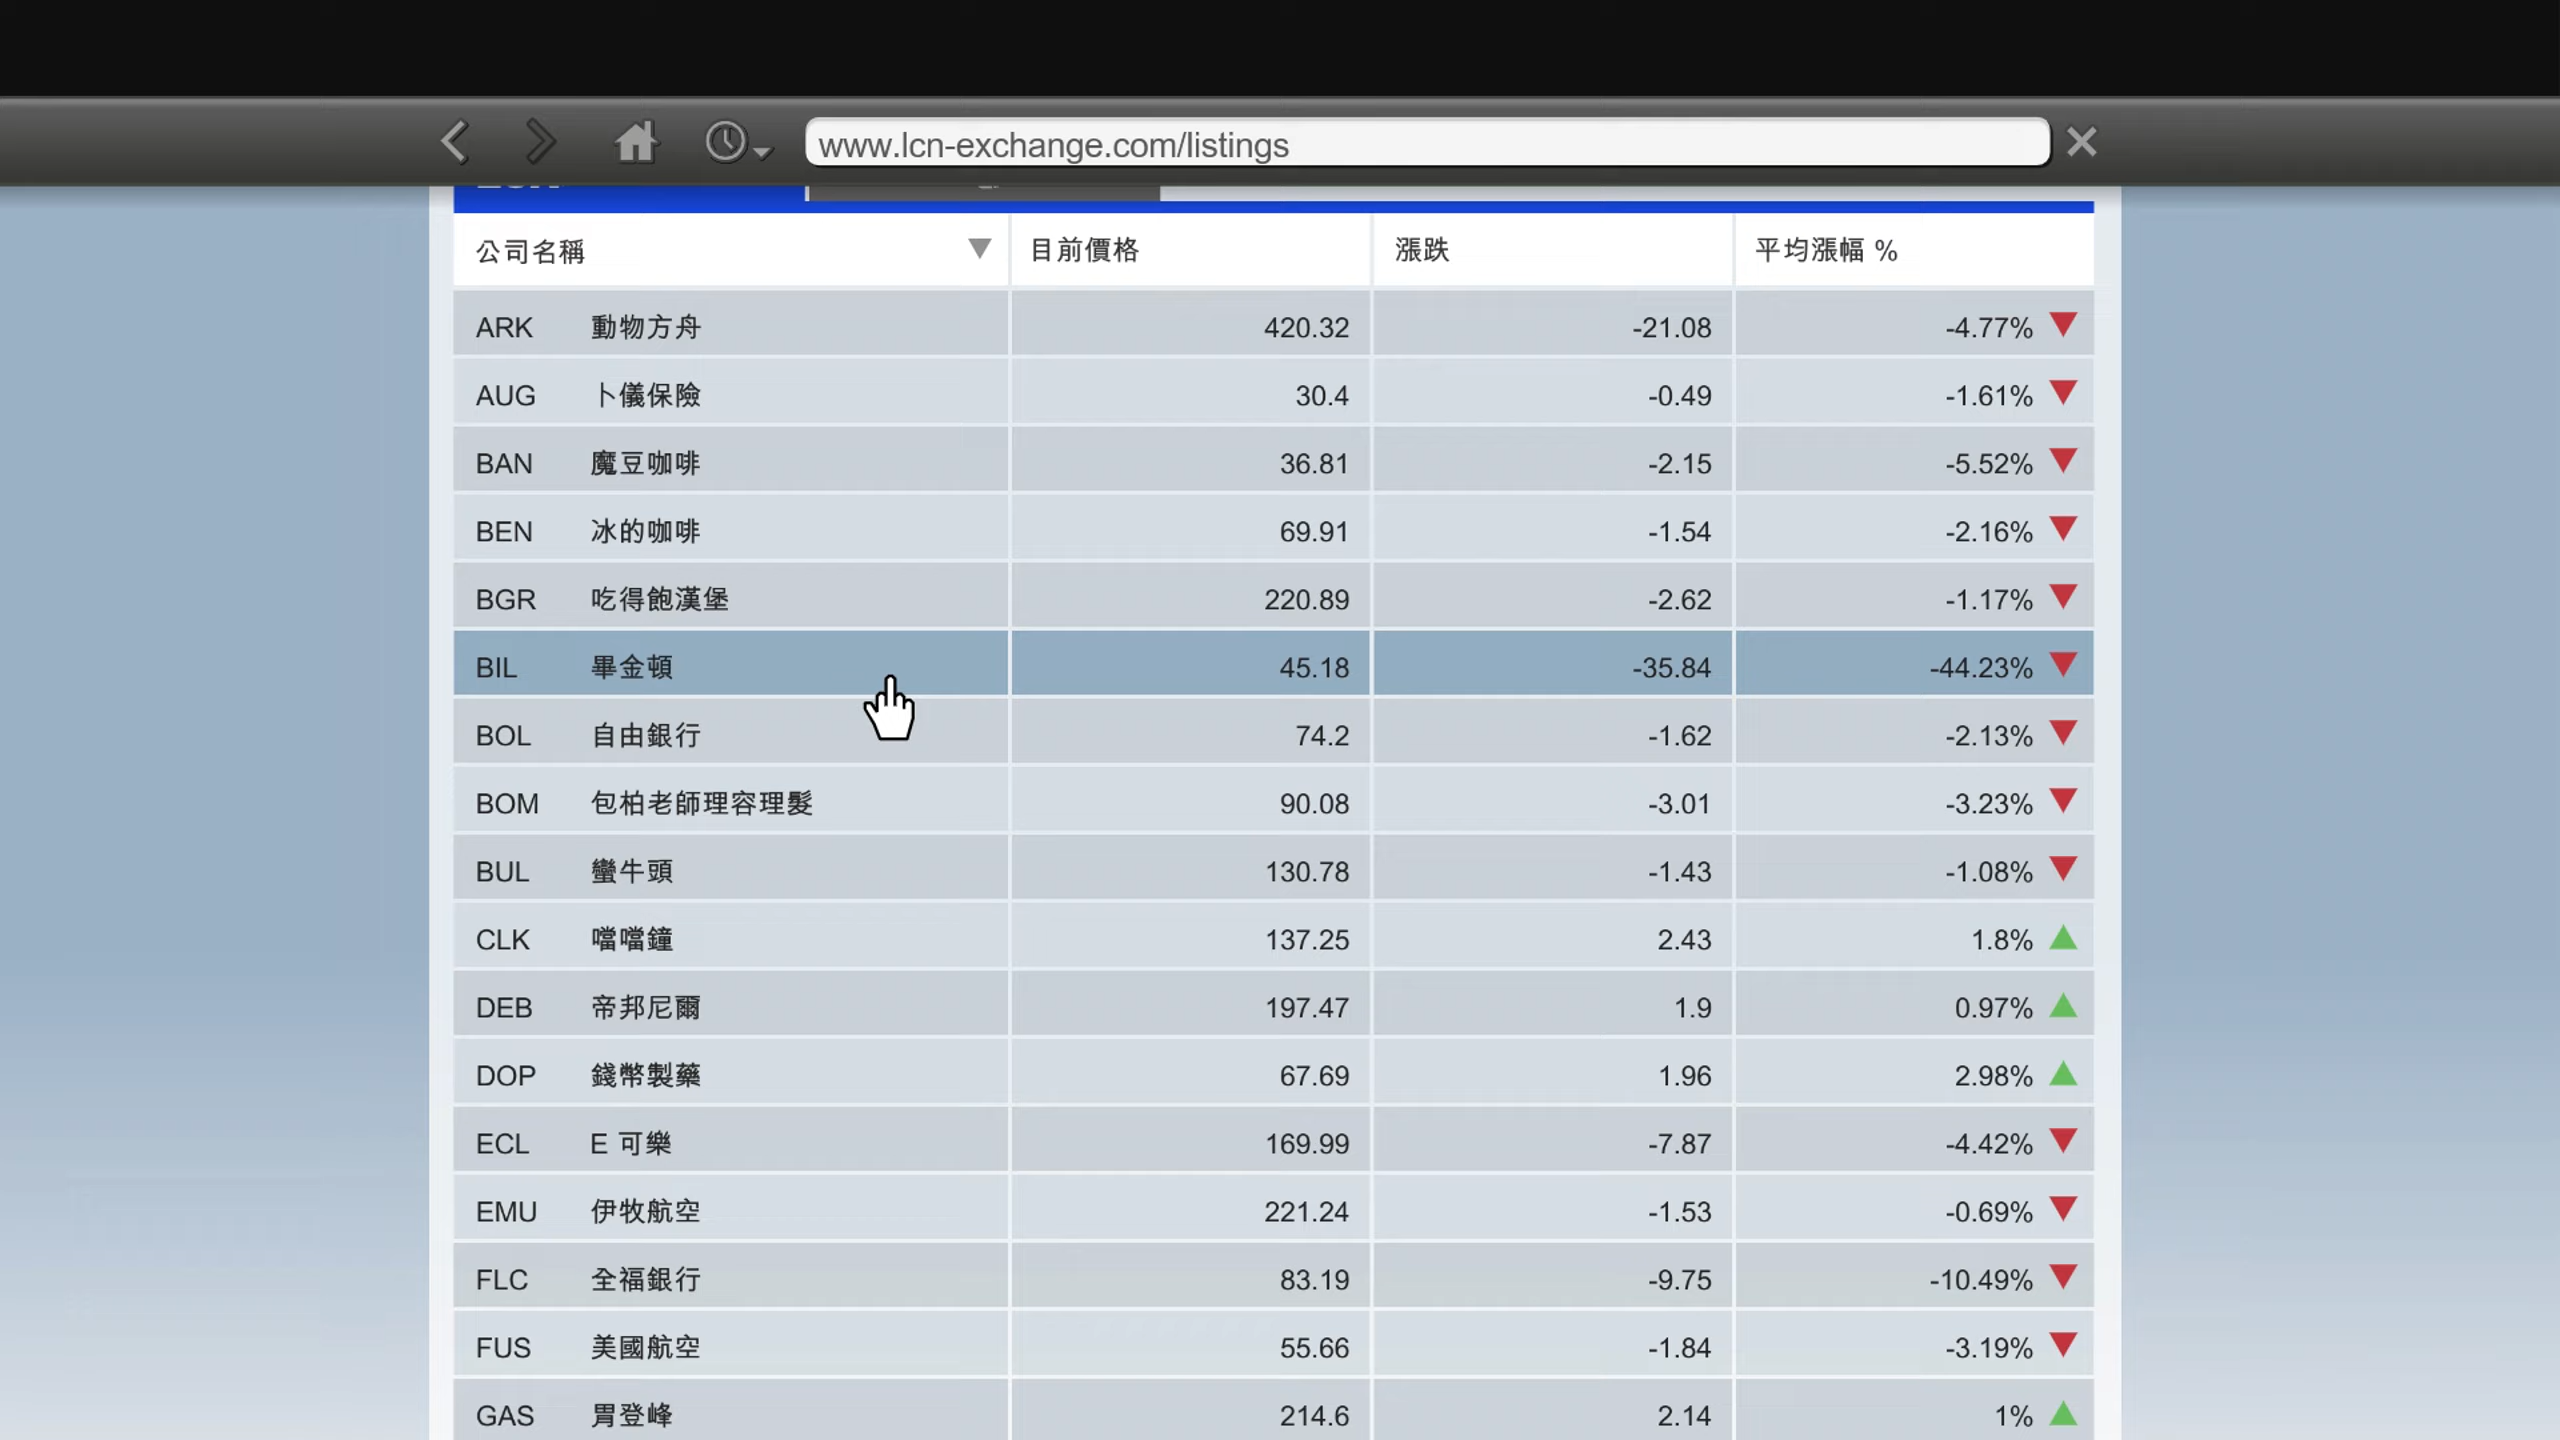 www.lcn-exchange.com/listings
公司名稱 目前價格 漲跌 平均漲幅 %
ARK 動物方舟 420.32 -21.08 -4.77%
AUG 卜儀保險 30.4 -0.49 -1.61%
BAN 魔豆咖啡 36.81 -2.15 -5.52%
BEN 冰的咖啡 69.91 -1.54 -2.16%
BGR 吃得飽漢堡 220.89 -2.62 -1.17%
BIL 畢金頓 45.18 -35.84 -44.23%
BOL 自由銀行 74.2 -1.62 -2.13%
BOM 包柏老師理容理髮 90.08 -3.01 -3.23%
BUL 蠻牛頭 130.78 -1.43 -1.08%
CLK 噹噹鐘 137.25 2.43 1.8%
DEB 帝邦尼爾 197.47 1.9 0.97%
DOP 錢幣製藥 67.69 1.96 2.98%
ECL E 可樂 169.99 -7.87 -4.42%
EMU 伊牧航空 221.24 -1.53 -0.69%
FLC 全福銀行 83.19 -9.75 -10.49%
FUS 美國航空 55.66 -1.84 -3.19%
GAS 胃登峰 214.6 2.14 1%